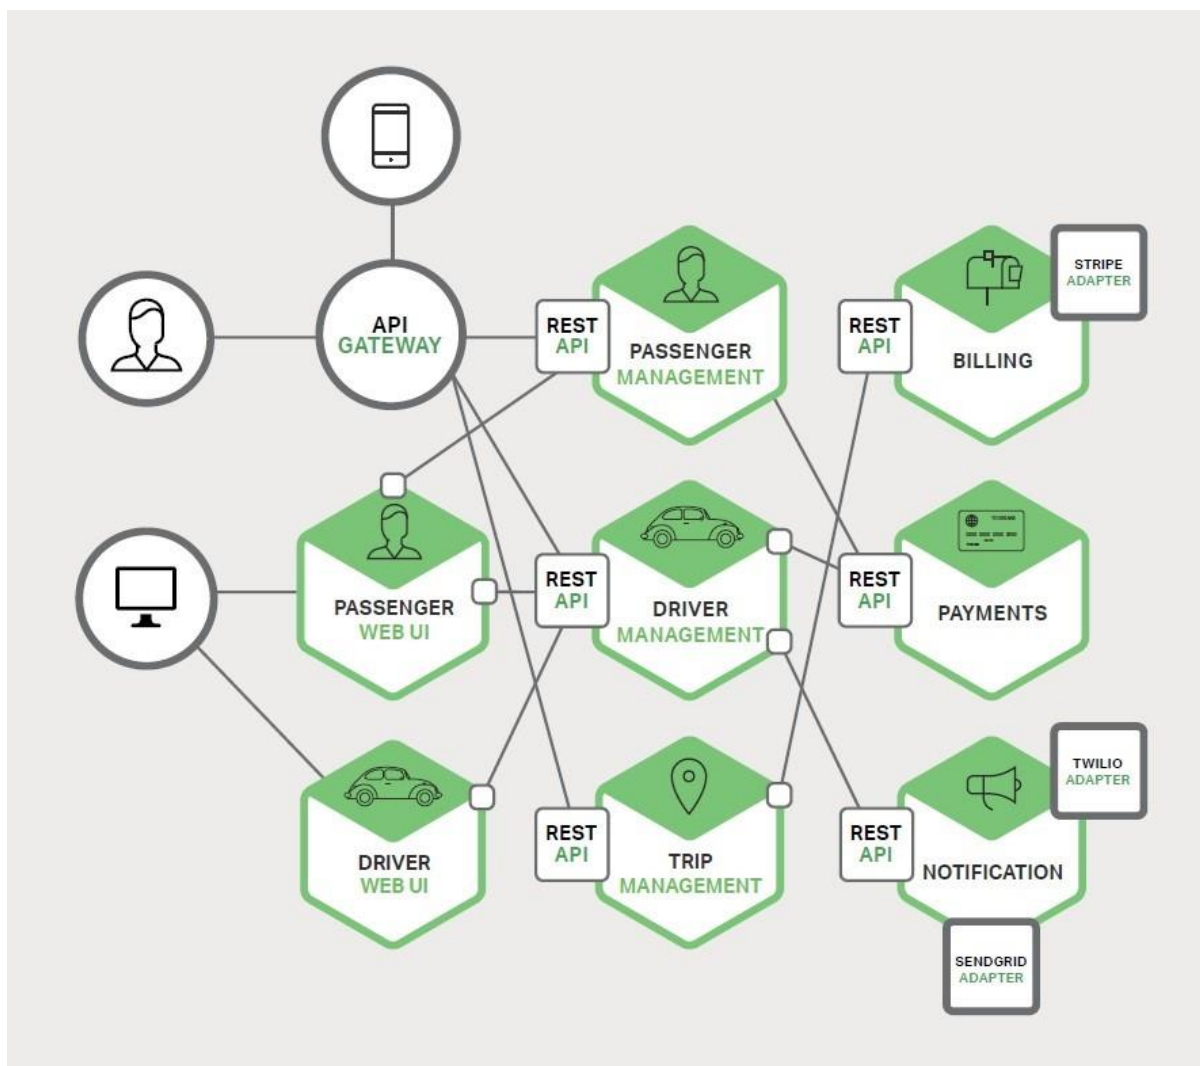 API
GATEWAY
REST
API
PASSENGER
MANAGEMENT
REST
API
BILLING
STRIPE
ADAPTER
PASSENGER
WEB UI
REST
API
DRIVER
MANAGEMENT
REST
API
PAYMENTS
DRIVER
WEB UI
REST
API
TRIP
MANAGEMENT
REST
API
NOTIFICATION
TWILIO
ADAPTER
SENDGRID
ADAPTER